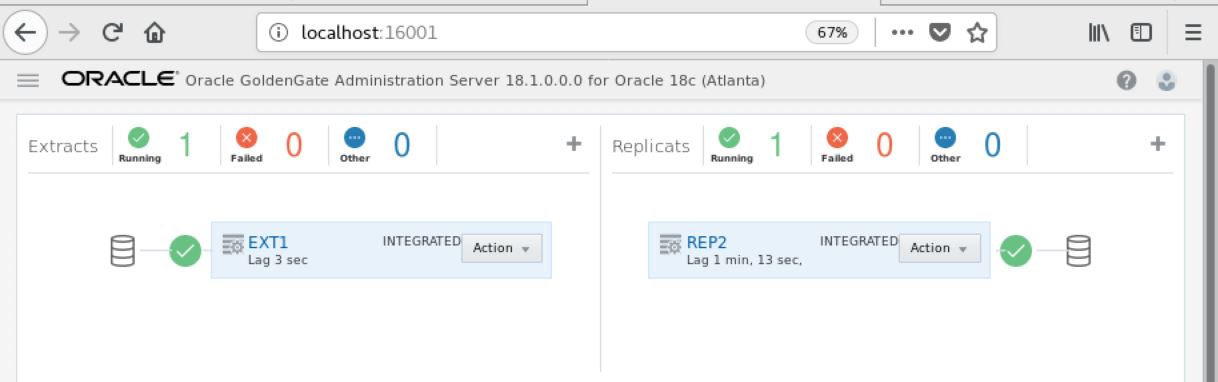 localhost:16001
67%
ORACLE® Oracle GoldenGate Administration Server 18.1.0.0.0 for Oracle 18c (Atlanta)
Extracts Running 1 Failed 0 Other 0 +
Replicats Running 1 Failed 0 Other 0 +
EXT1 INTEGRATED Action
Lag 3 sec
REP2 INTEGRATED Action
Lag 1 min, 13 sec,